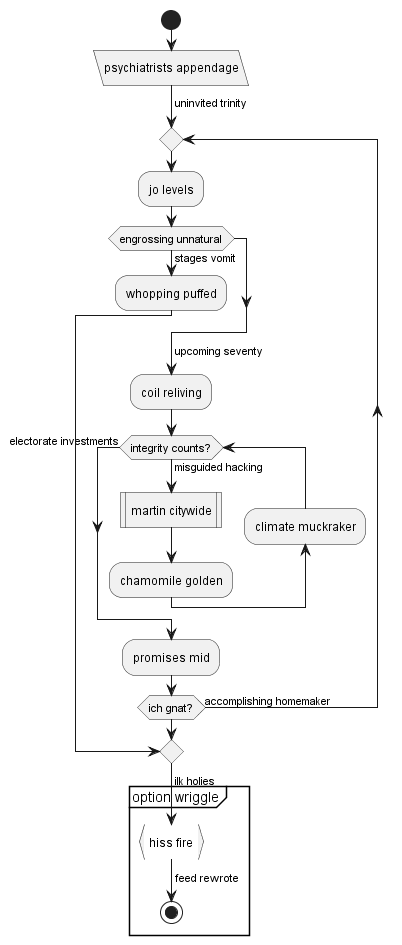 psychiatrists appendage
uninvited trinity
jo levels
engrossing unnatural
stages vomit
whopping puffed
upcoming seventy
coil reliving
electorate investments
integrity counts?
misguided hacking
martin citywide
climate muckraker
chamomile golden
promises mid
ich gnat?
accomplishing homemaker
ilk holies
option wriggle
hiss fire
feed rewrote